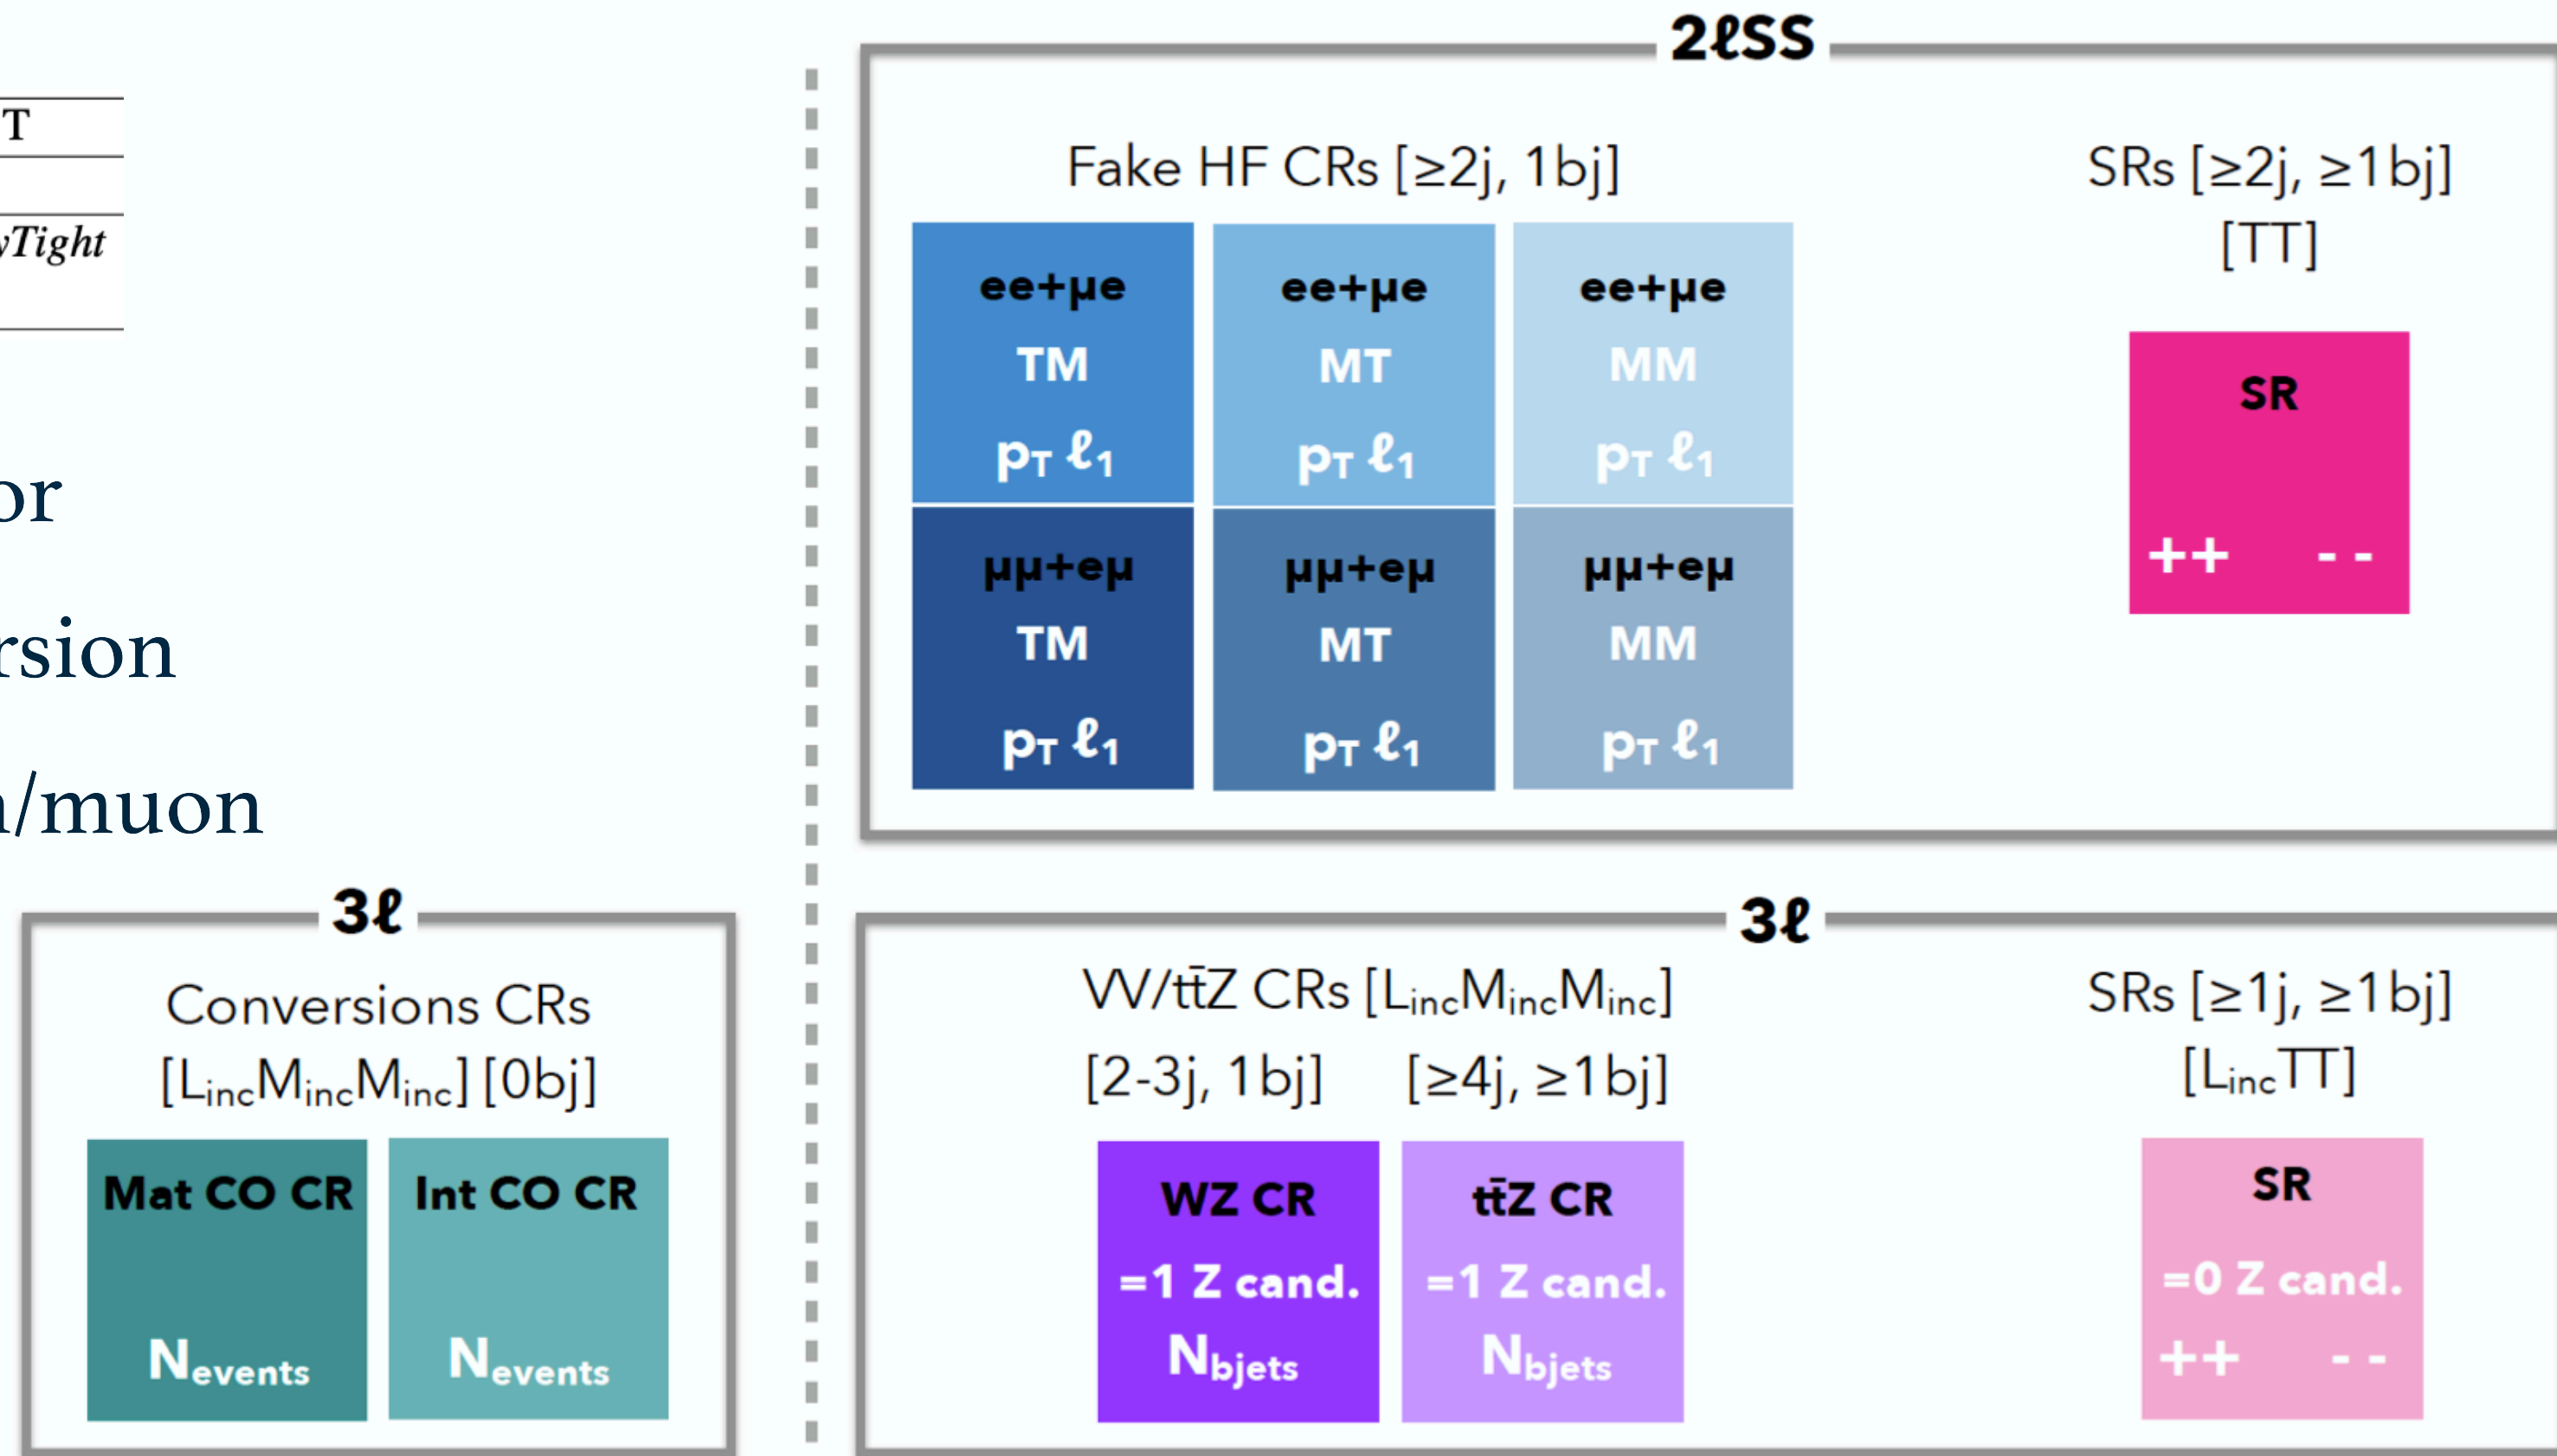 T
yTight
or
rsion
n/muon
2ℓSS
Fake HF CRs [≥2j, 1bj]
ee+μe
TM
pT ℓ1
ee+μe
MT
pT ℓ1
ee+μe
MM
pT ℓ1
μμ+eμ
TM
pT ℓ1
μμ+eμ
MT
pT ℓ1
μμ+eμ
MM
pT ℓ1
SRs [≥2j, ≥1bj]
[TT]
SR
++ - -
3ℓ
Conversions CRs
[LincMincMinc] [0bj]
Mat CO CR
Nevents
Int CO CR
Nevents
3ℓ
VV/tt̄Z CRs [LincMincMinc]
[2-3j, 1bj] [≥4j, ≥1bj]
WZ CR
=1 Z cand.
Nbjets
tt̄Z CR
=1 Z cand.
Nbjets
SRs [≥1j, ≥1bj]
[LincTT]
SR
=0 Z cand.
++ - -